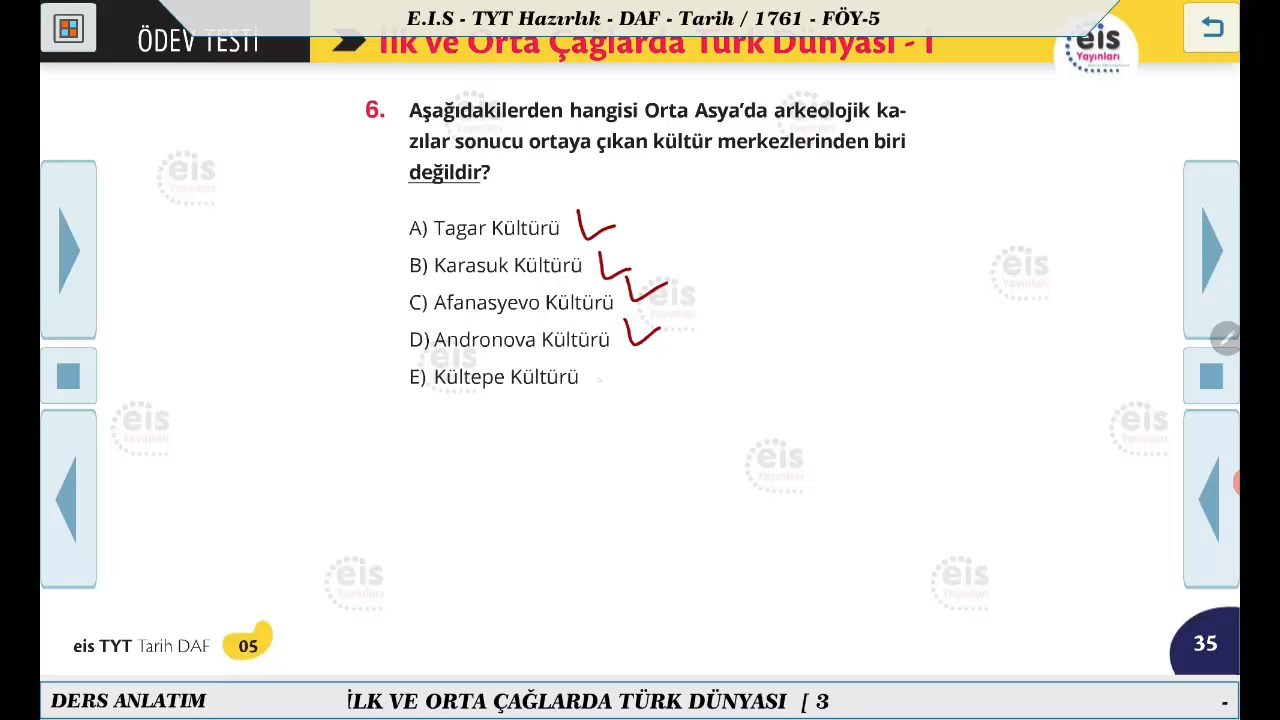 E.I.S - TYT Hazırlık - DAF - Tarih / 1761 - FÖY-5
ÖDEV TESTİ
İlk ve Orta Çağlarda Türk Dünyası - I
eis
Yayınları
6. Aşağıdakilerden hangisi Orta Asya’da arkeolojik ka-
zılar sonucu ortaya çıkan kültür merkezlerinden biri
değildir?
A) Tagar Kültürü
B) Karasuk Kültürü
C) Afanasyevo Kültürü
D) Andronova Kültürü
E) Kültepe Kültürü
eis TYT Tarih DAF 05
35
DERS ANLATIM İLK VE ORTA ÇAĞLARDA TÜRK DÜNYASI [ 3 -